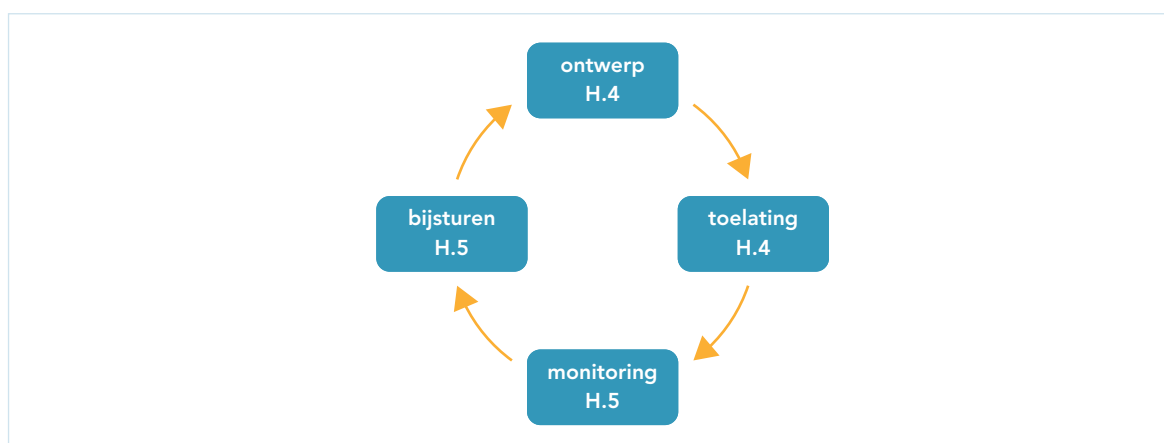 ontwerp
H.4
toelating
H.4
monitoring
H.5
bijsturen
H.5